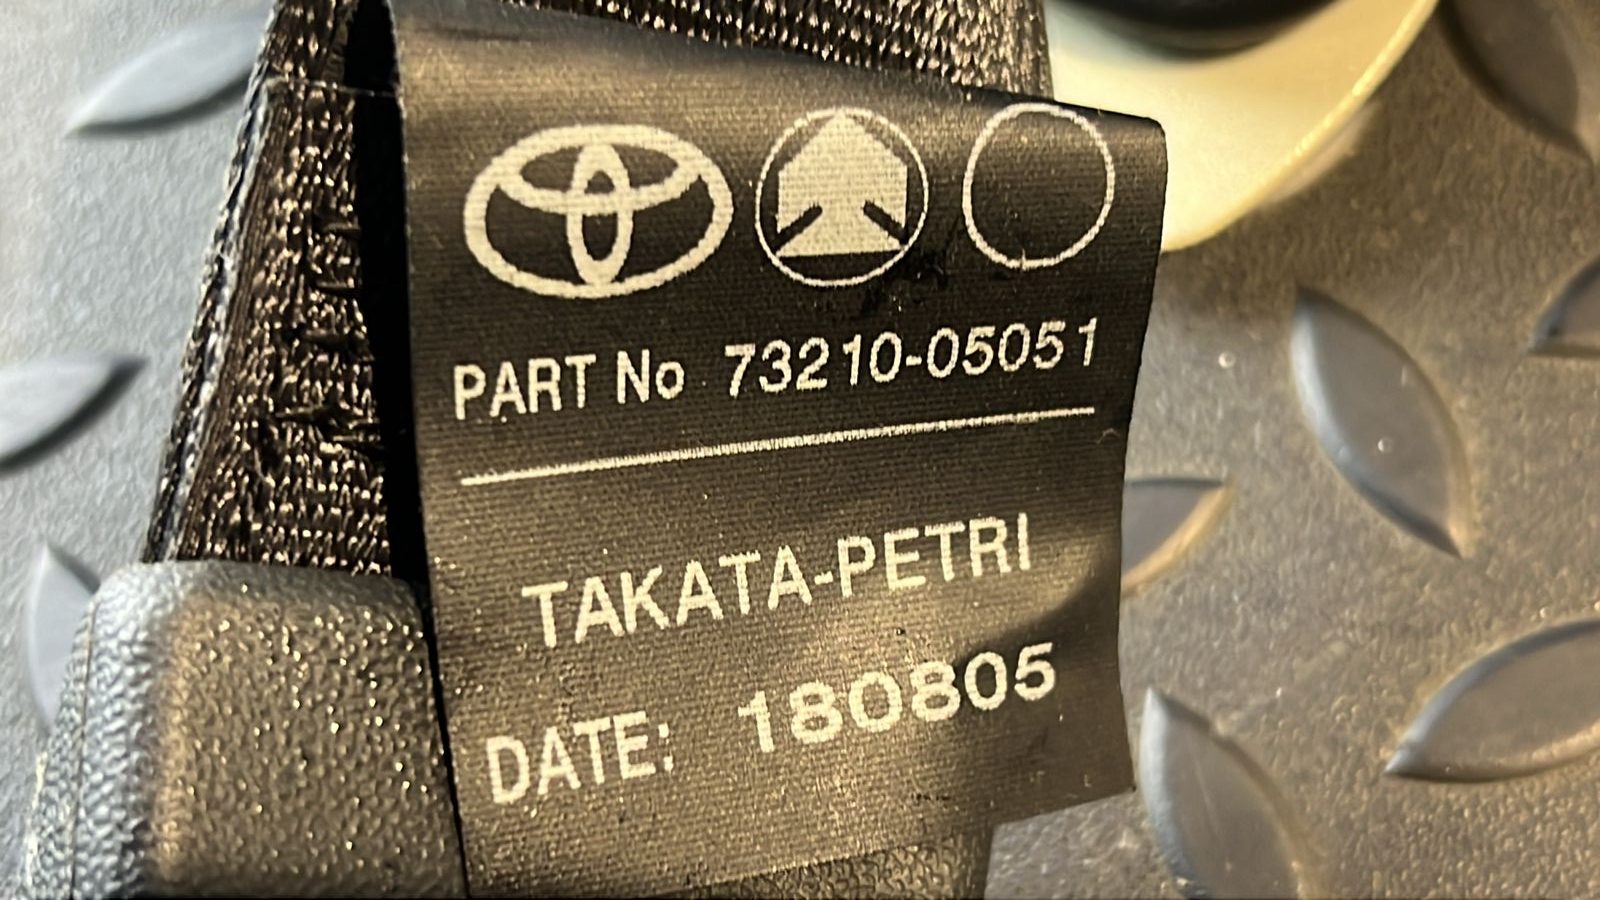 PART No 73210-05051
TAKATA-PETRI
DATE: 180805